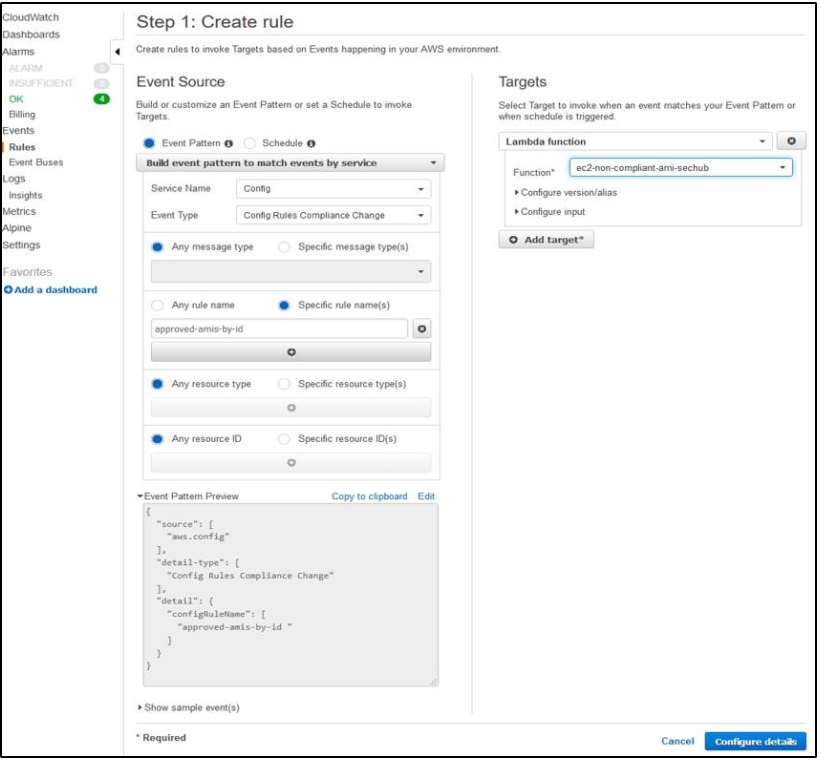 CloudWatch
Dashboards
Alarms
ALARM 0
INSUFFICIENT 0
OK 4
Billing
Events
Rules
Event Buses
Logs
Insights
Metrics
Alpine
Settings
Favorites
Add a dashboard
Step 1: Create rule
Create rules to invoke Targets based on Events happening in your AWS environment.
Event Source
Build or customize an Event Pattern or set a Schedule to invoke
Targets.
Event Pattern Schedule
Build event pattern to match events by service
Service Name Config
Event Type Config Rules Compliance Change
Any message type Specific message type(s)
Any rule name Specific rule name(s)
approved-amis-by-id
Any resource type Specific resource type(s)
Any resource ID Specific resource ID(s)
Event Pattern Preview Copy to clipboard Edit
{
"source": [
"aws.config"
],
"detail-type": [
"Config Rules Compliance Change"
],
"detail": {
"configRuleName": [
"approved-amis-by-id "
]
}
}
Show sample event(s)
* Required
Targets
Select Target to invoke when an event matches your Event Pattern or
when schedule is triggered.
Lambda function
Function* ec2-non-compliant-ami-sechub
Configure version/alias
Configure input
Add target*
Cancel Configure details